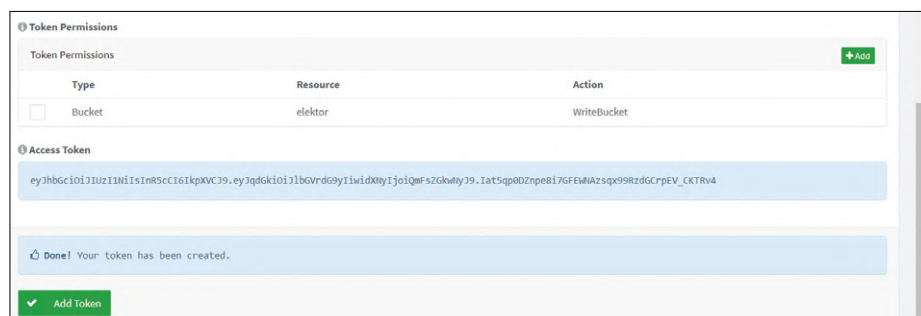 Token Permissions
Token Permissions
+ Add
Type Resource Action
Bucket elektor WriteBucket
Access Token
eyJhbGciOiJIUzI1NiIsInR5cCI6IkpXVCJ9.eyJqdGkiOiJlbGVrdG9yIiwidXNyIjoiQmFsZGkwNyJ9.Iat5qp0DZnpe8i7GFEWNAzsqx99RzdGCrpEV_CKTRv4
Done! Your token has been created.
Add Token